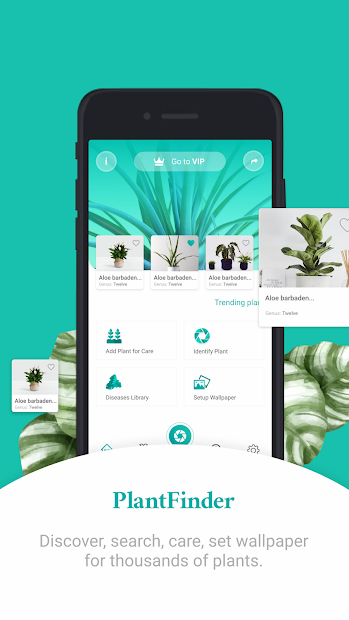 i
Go to VIP
Aloe barbaden...
Genus: Twelve
Aloe barbaden...
Genus: Twelve
Aloe barbaden...
Genus: Twelve
Aloe barbaden...
Genus: Twelve
Trending plan
Add Plant for Care
Identify Plant
Aloe barbaden...
Genus: Twelve
Diseases Library
Setup Wallpaper
PlantFinder
Discover, search, care, set wallpaper
for thousands of plants.